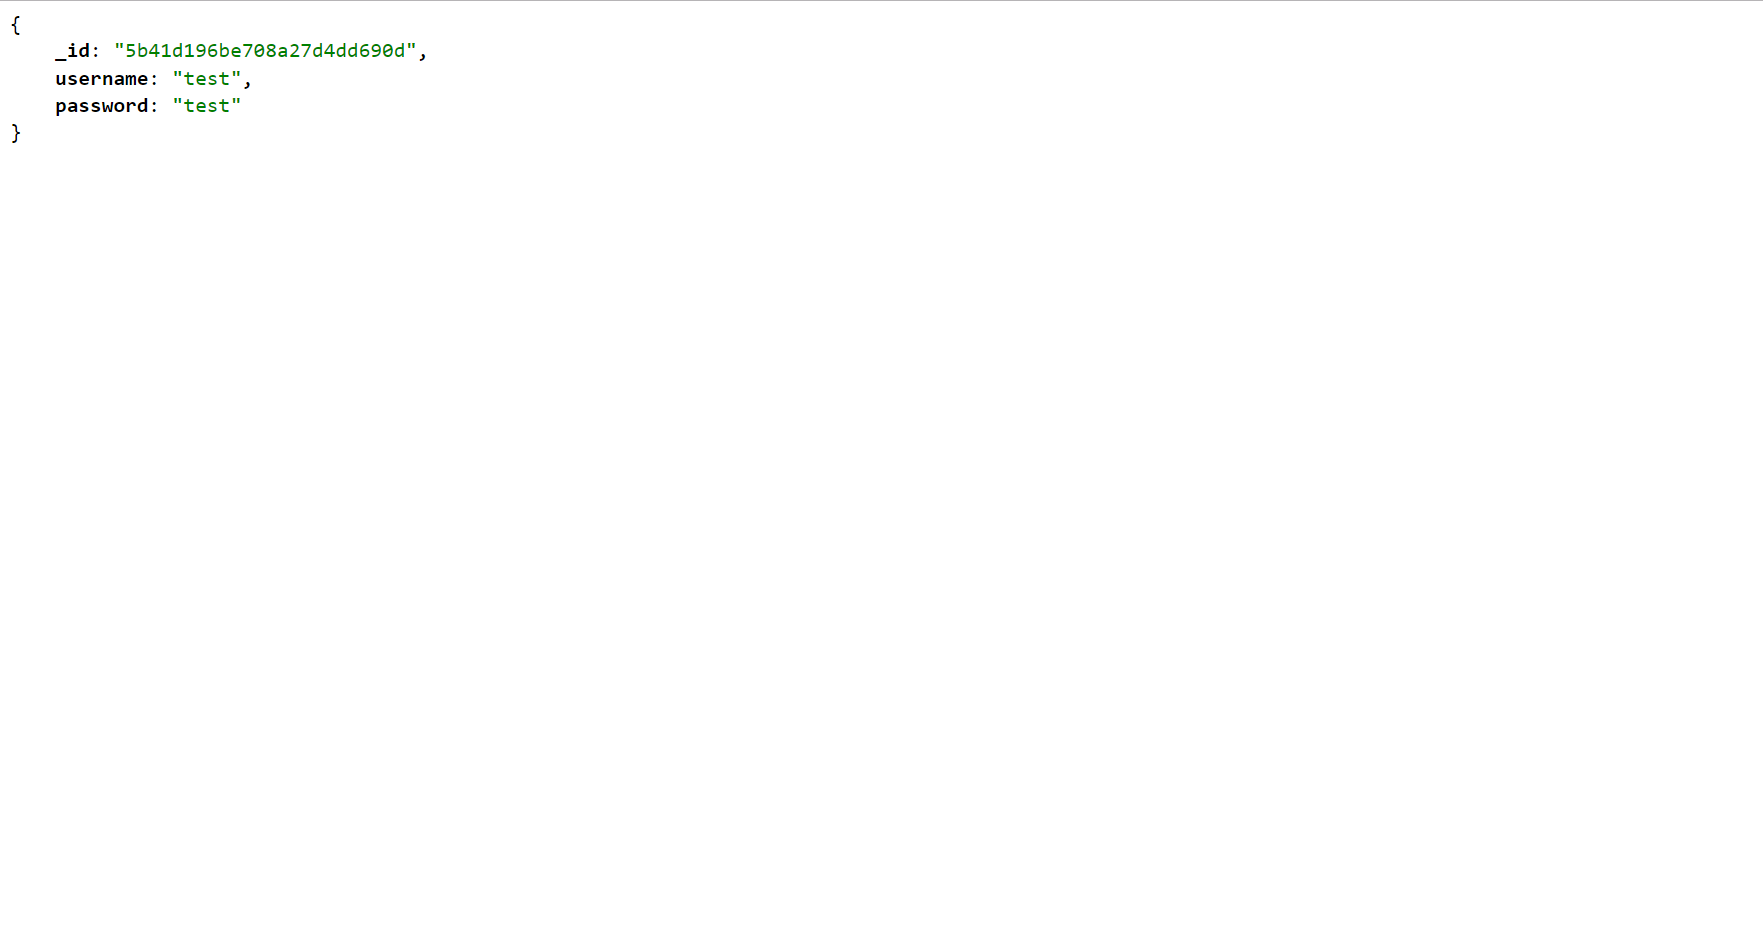 {
    _id: "5b41d196be708a27d4dd690d",
    username: "test",
    password: "test"
}